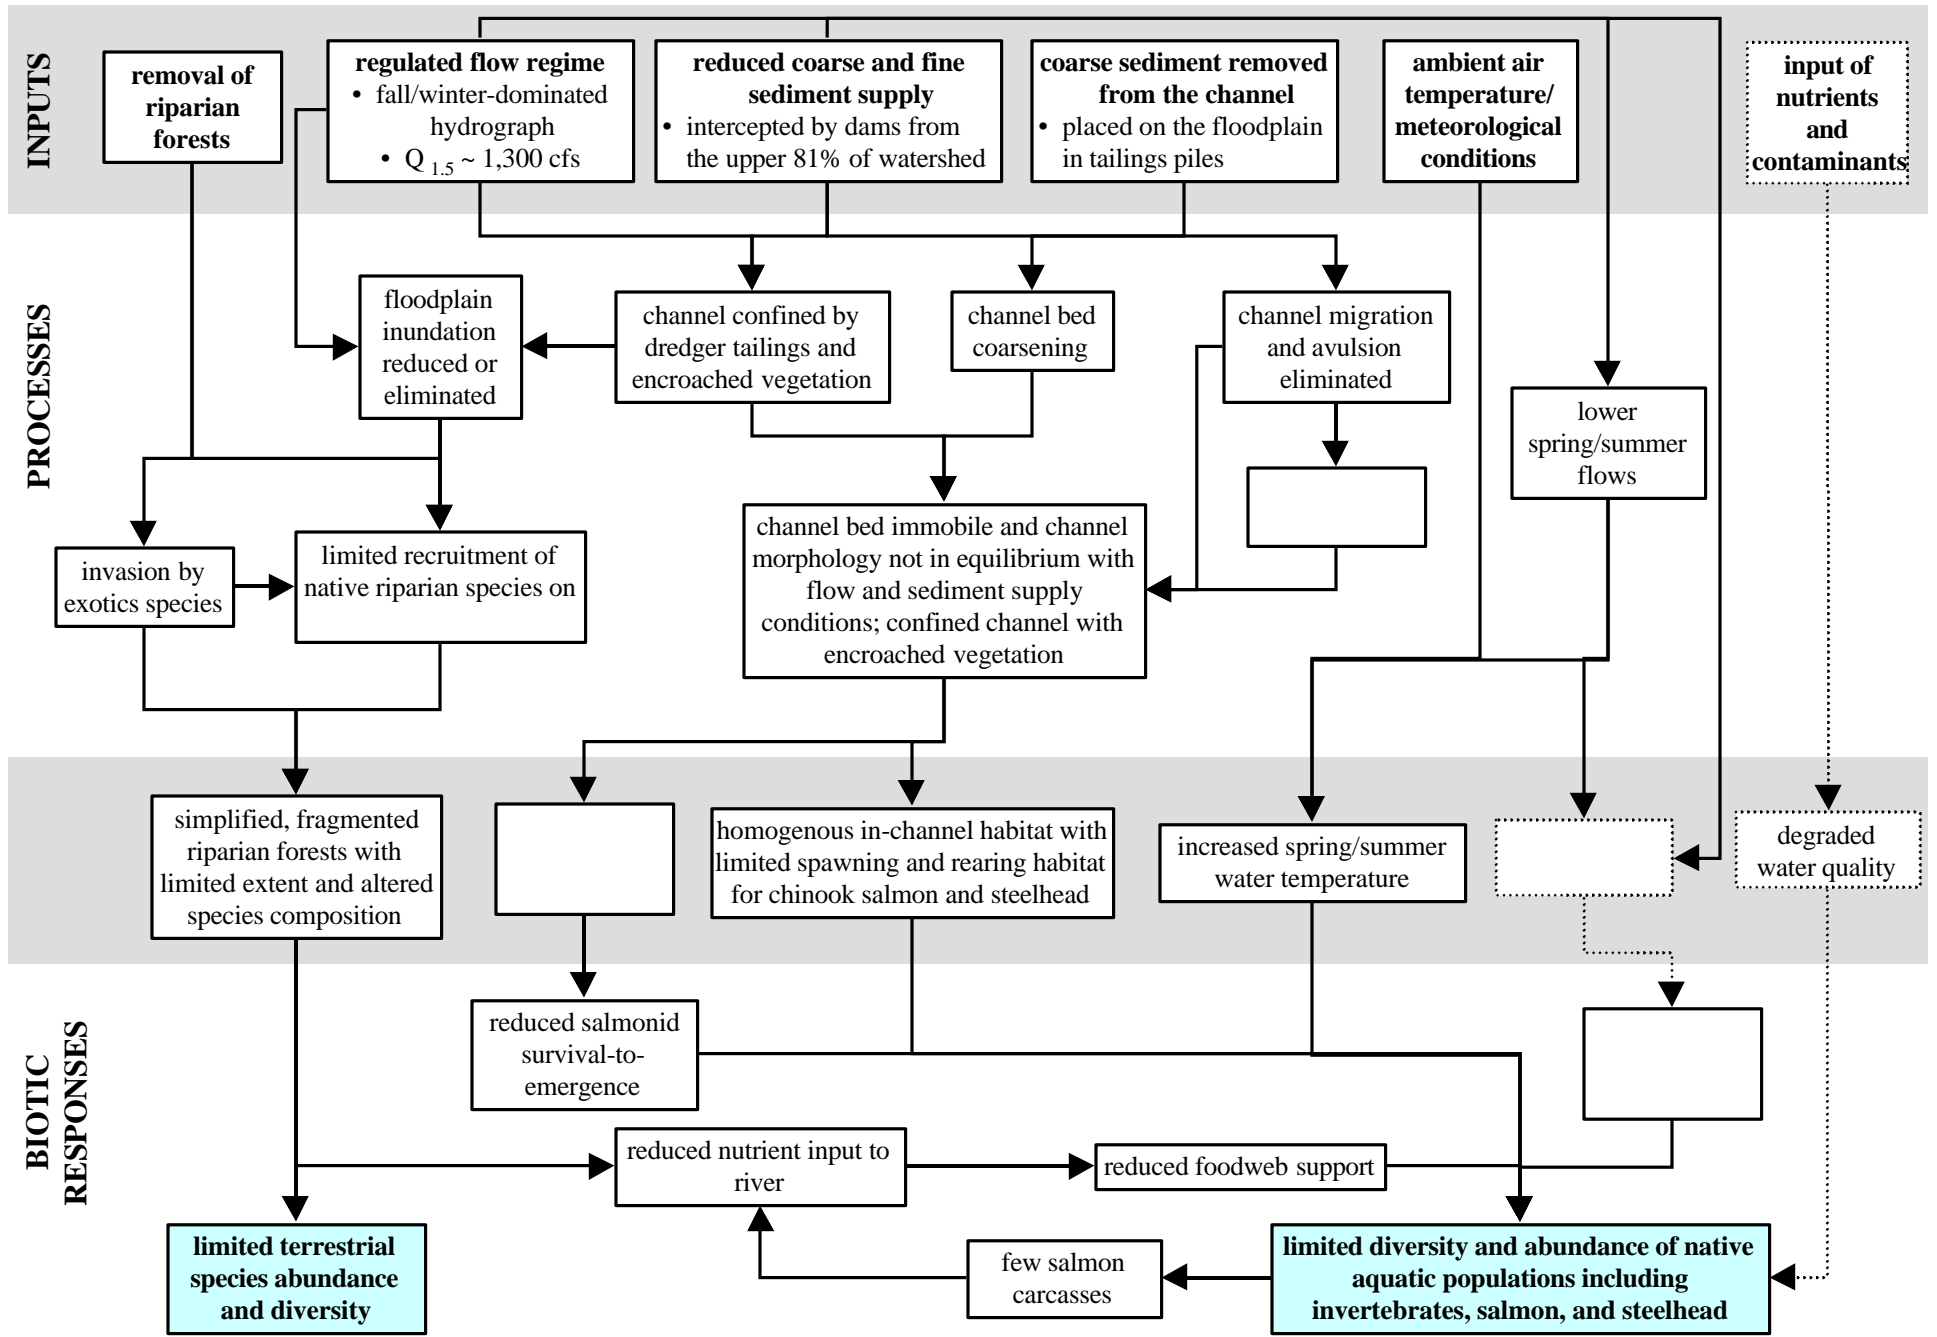 INPUTS
removal of
riparian
forests
regulated flow regime
• fall/winter-dominated
hydrograph
• Q 1.5 ~ 1,300 cfs
reduced coarse and fine
sediment supply
• intercepted by dams from
the upper 81% of watershed
coarse sediment removed
from the channel
• placed on the floodplain
in tailings piles
ambient air
temperature/
meteorological
conditions
input of
nutrients
and
contaminants
PROCESSES
floodplain
inundation
reduced or
eliminated
channel confined by
dredger tailings and
encroached vegetation
channel bed
coarsening
channel migration
and avulsion
eliminated
lower
spring/summer
flows
invasion by
exotics species
limited recruitment of
native riparian species on
channel bed immobile and channel
morphology not in equilibrium with
flow and sediment supply
conditions; confined channel with
encroached vegetation
simplified, fragmented
riparian forests with
limited extent and altered
species composition
homogenous in-channel habitat with
limited spawning and rearing habitat
for chinook salmon and steelhead
increased spring/summer
water temperature
degraded
water quality
BIOTIC
RESPONSES
reduced salmonid
survival-to-
emergence
reduced nutrient input to
river
reduced foodweb support
limited terrestrial
species abundance
and diversity
few salmon
carcasses
limited diversity and abundance of native
aquatic populations including
invertebrates, salmon, and steelhead